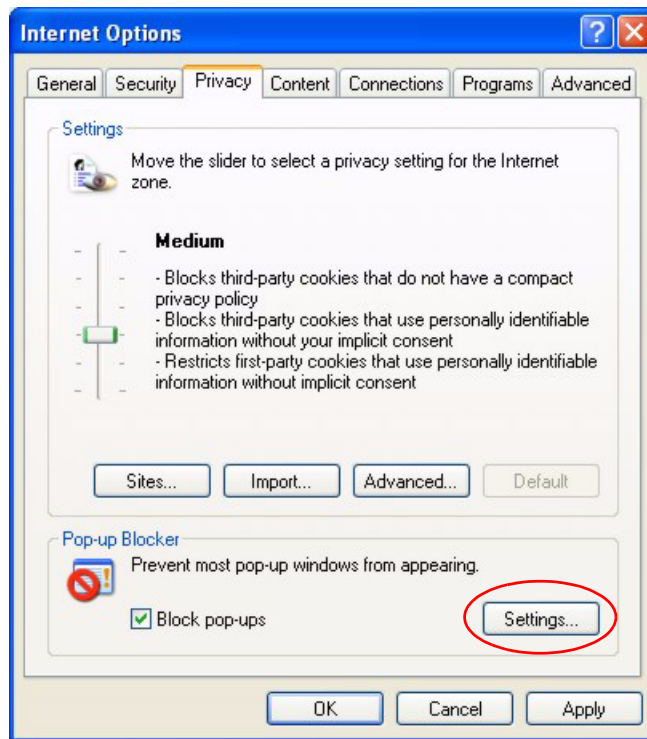 Internet Options
General Security Privacy Content Connections Programs Advanced
Settings
Move the slider to select a privacy setting for the Internet
zone.
Medium
- Blocks third-party cookies that do not have a compact
privacy policy
- Blocks third-party cookies that use personally identifiable
information without your implicit consent
- Restricts first-party cookies that use personally identifiable
information without implicit consent
Sites... Import... Advanced... Default
Pop-up Blocker
Prevent most pop-up windows from appearing.
Block pop-ups Settings...
OK Cancel Apply